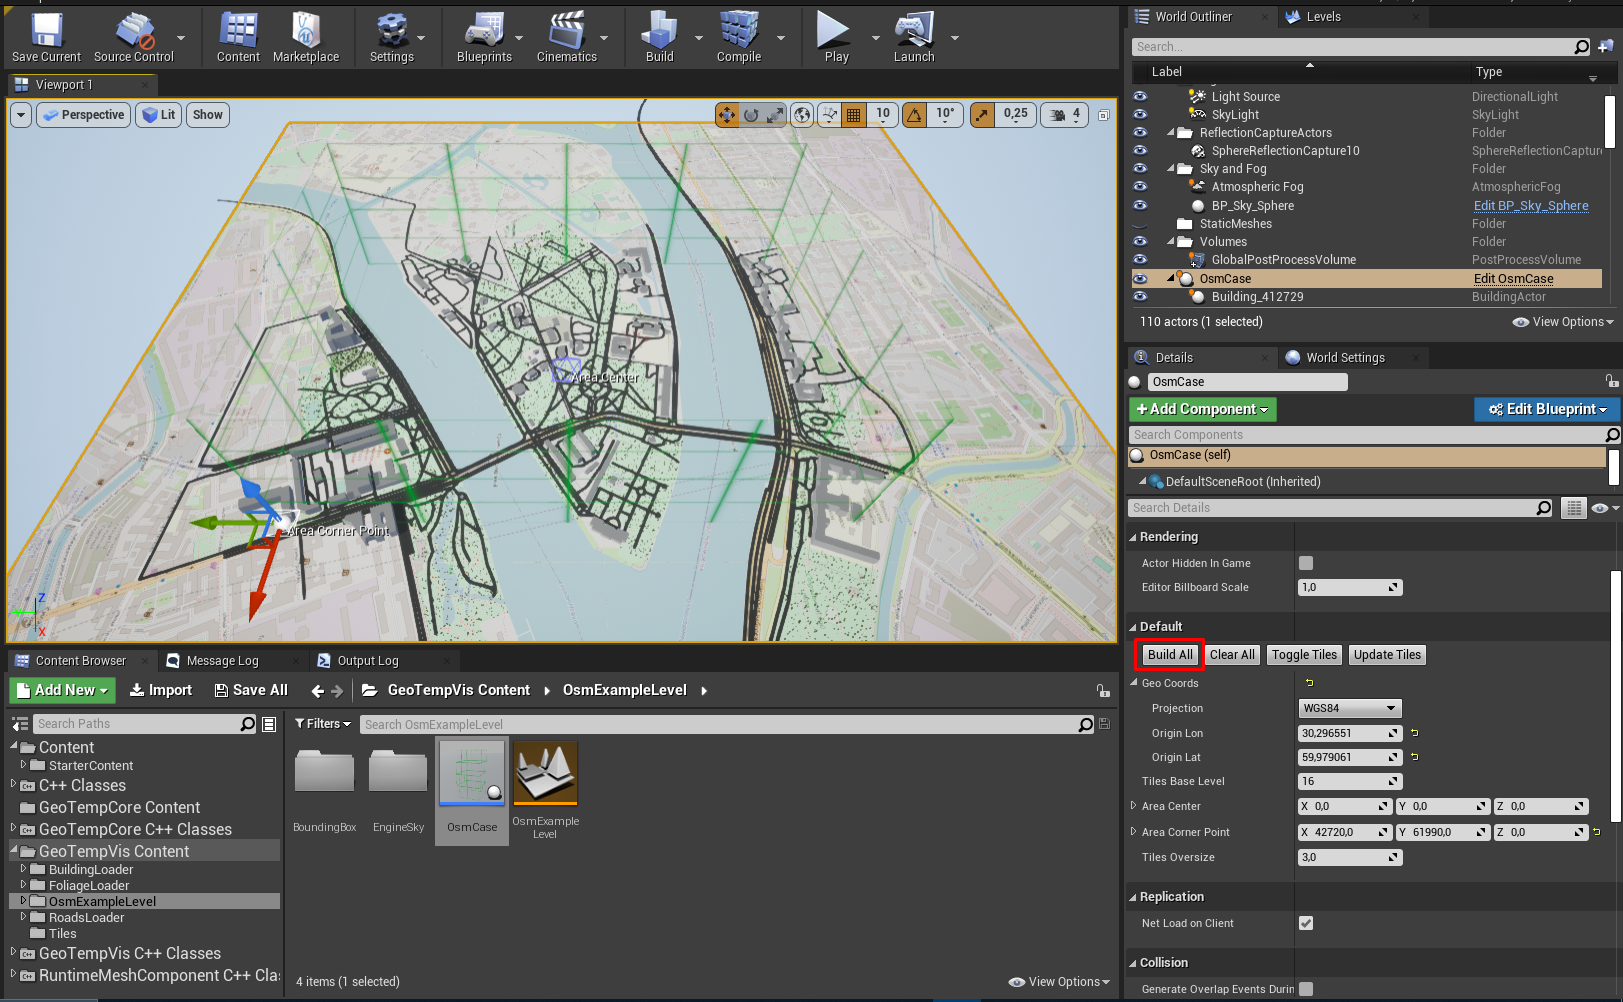 Save Current
Source Control
Content
Marketplace
Settings
Blueprints
Cinematics
Build
Compile
Play
Launch
Viewport 1
Perspective
Lit
Show
10
10°
0,25
4
Area Center
Area Corner Point
Z
X
World Outliner
Levels
Search...
Label Type
Light Source DirectionalLight
SkyLight SkyLight
ReflectionCaptureActors Folder
SphereReflectionCapture10 SphereReflectionCapture
Sky and Fog Folder
Atmospheric Fog AtmosphericFog
BP_Sky_Sphere Edit BP_Sky_Sphere
StaticMeshes Folder
Volumes Folder
GlobalPostProcessVolume PostProcessVolume
OsmCase Edit OsmCase
Building_412729 BuildingActor
110 actors (1 selected) View Options
Details
World Settings
OsmCase
+Add Component
Edit Blueprint
Search Components
OsmCase (self)
DefaultSceneRoot (Inherited)
Search Details
Rendering
Actor Hidden In Game
Editor Billboard Scale 1,0
Default
Build All Clear All Toggle Tiles Update Tiles
Geo Coords
Projection WGS84
Origin Lon 30,296551
Origin Lat 59,979061
Tiles Base Level 16
Area Center X 0,0 Y 0,0 Z 0,0
Area Corner Point X 42720,0 Y 61990,0 Z 0,0
Tiles Oversize 3,0
Replication
Net Load on Client
Collision
Generate Overlap Events Durin
Content Browser
Message Log
Output Log
Add New
Import
Save All
GeoTempVis Content
OsmExampleLevel
Search Paths
Filters
Search OsmExampleLevel
Content
StarterContent
C++ Classes
GeoTempCore Content
GeoTempCore C++ Classes
GeoTempVis Content
BuildingLoader
FoliageLoader
OsmExampleLevel
RoadsLoader
Tiles
GeoTempVis C++ Classes
RuntimeMeshComponent C++ Cla
BoundingBox
EngineSky
OsmCase
OsmExample
Level
4 items (1 selected)
View Options